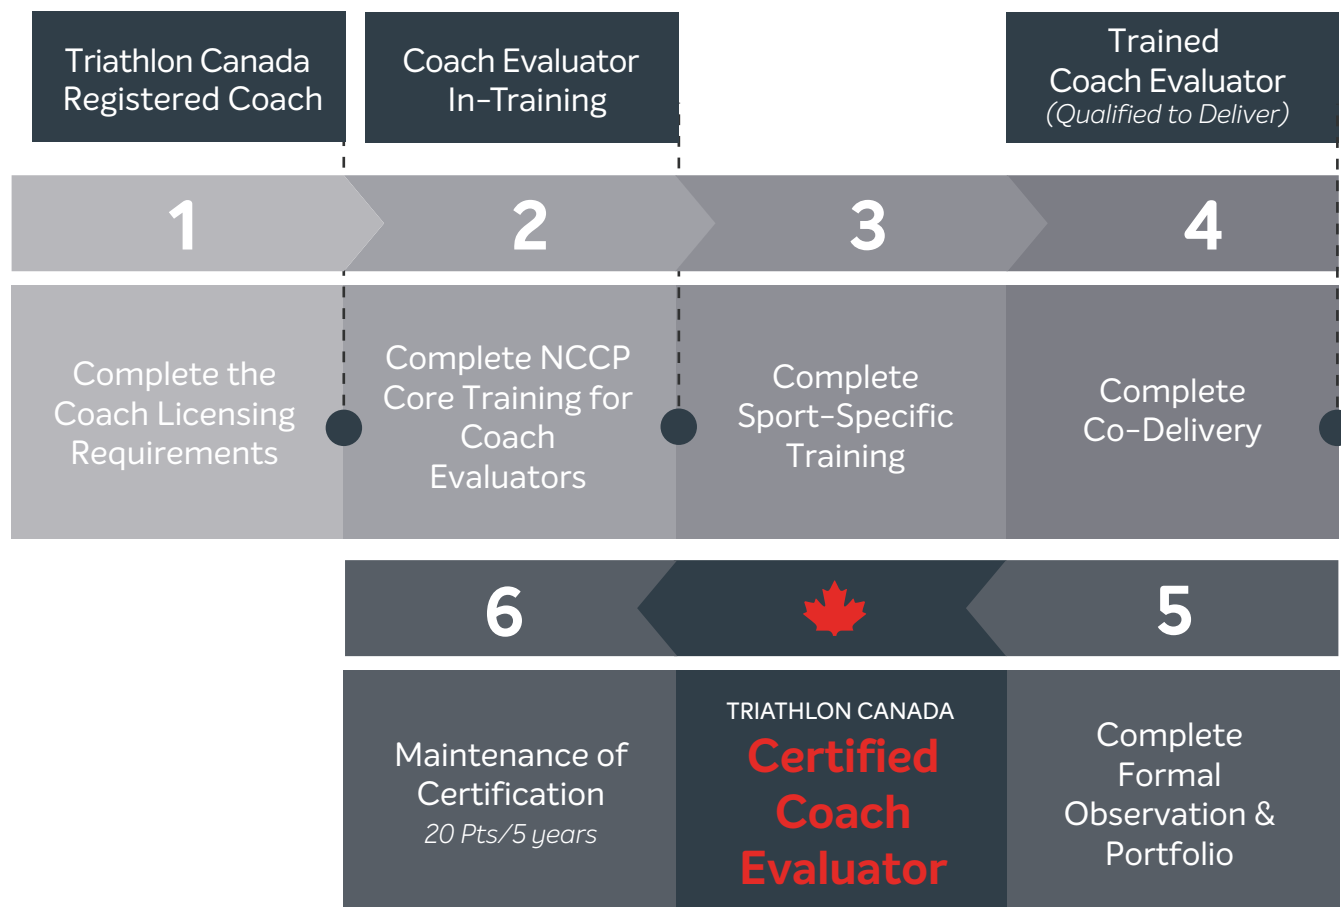 Triathlon Canada
Registered Coach
Coach Evaluator
In-Training
Trained
Coach Evaluator
(Qualified to Deliver)
1
2
3
4
Complete the
Coach Licensing
Requirements
Complete NCCP
Core Training for
Coach
Evaluators
Complete
Sport-Specific
Training
Complete
Co-Delivery
6
5
Maintenance of
Certification
20 Pts/5 years
TRIATHLON CANADA
Certified
Coach
Evaluator
Complete
Formal
Observation &
Portfolio